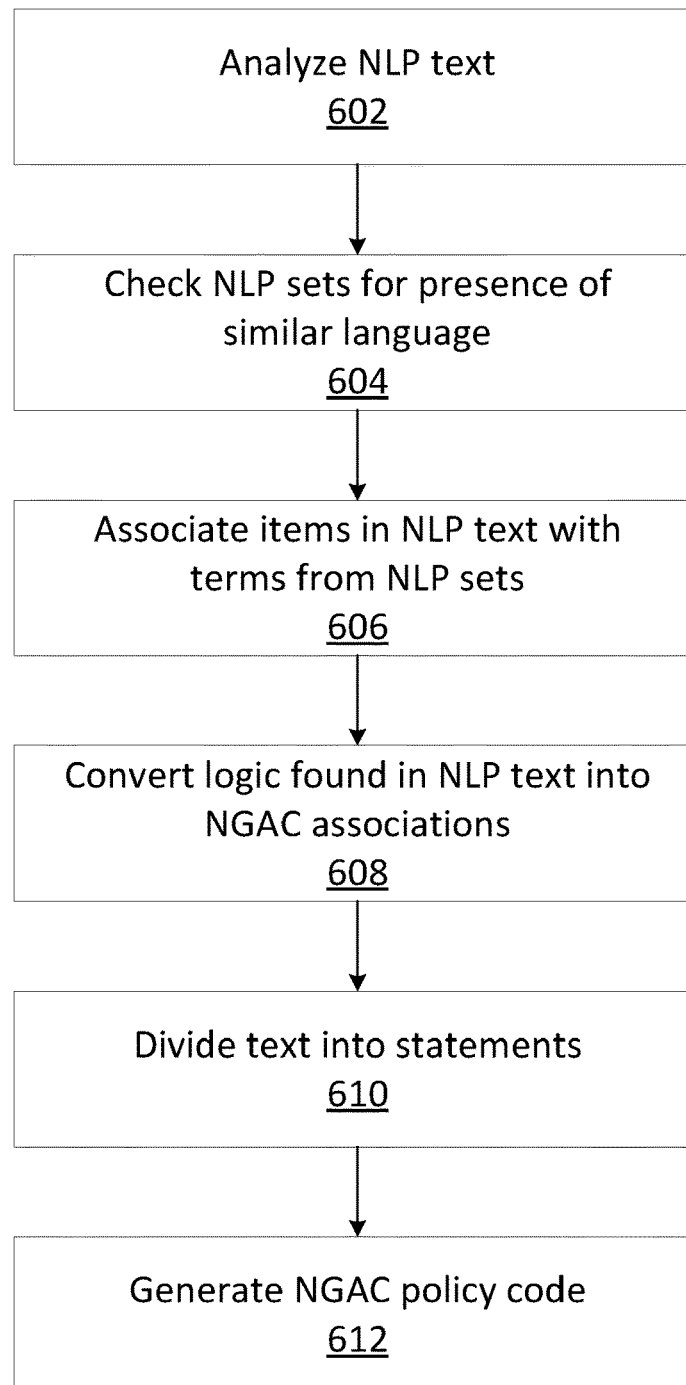 Analyze NLP text
602
Check NLP sets for presence of
similar language
604
Associate items in NLP text with
terms from NLP sets
606
Convert logic found in NLP text into
NGAC associations
608
Divide text into statements
610
Generate NGAC policy code
612